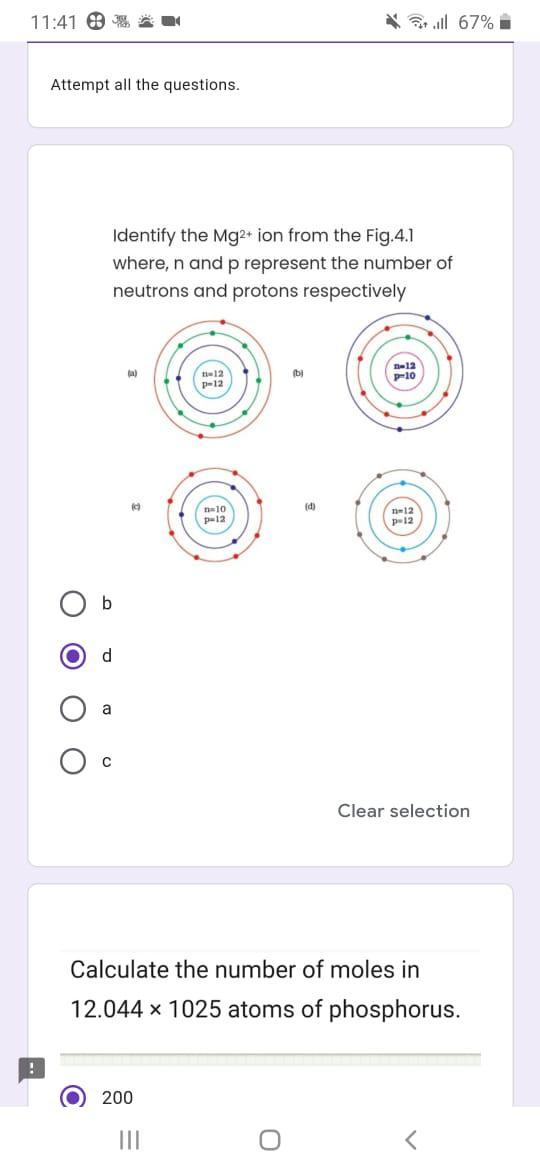 11:41
67%
Attempt all the questions.
Identify the Mg2+ ion from the Fig.4.1
where, n and p represent the number of
neutrons and protons respectively
(a)
n=12
p=12
(b)
n=12
p=10
(c)
n=10
p=12
(d)
n=12
p=12
b
d
a
c
Clear selection
Calculate the number of moles in
12.044 × 1025 atoms of phosphorus.
!
200